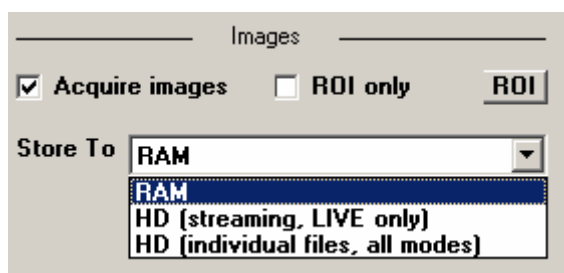 Images
Acquire images ROI only ROI
Store To RAM
RAM
HD (streaming, LIVE only)
HD (individual files, all modes)